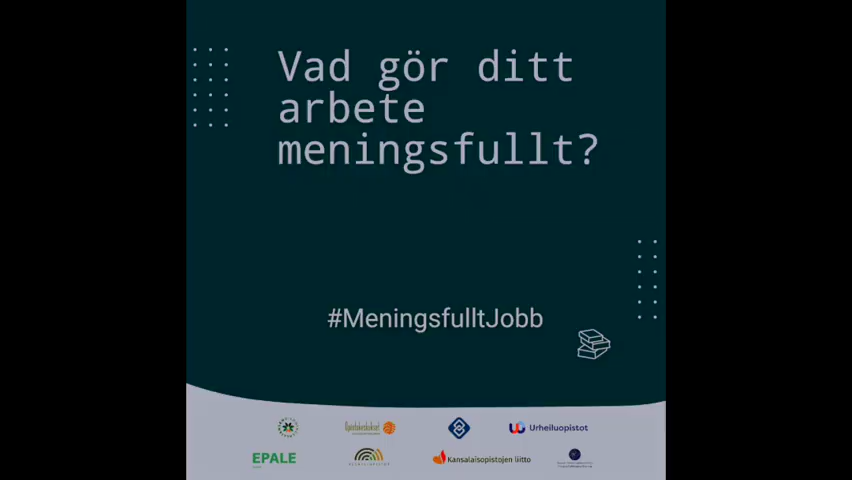 Vad gör ditt
arbete
meningsfullt?
#MeningsfulltJobb
Urheiluopistot
EPALE
Kansalaisopistojen liitto